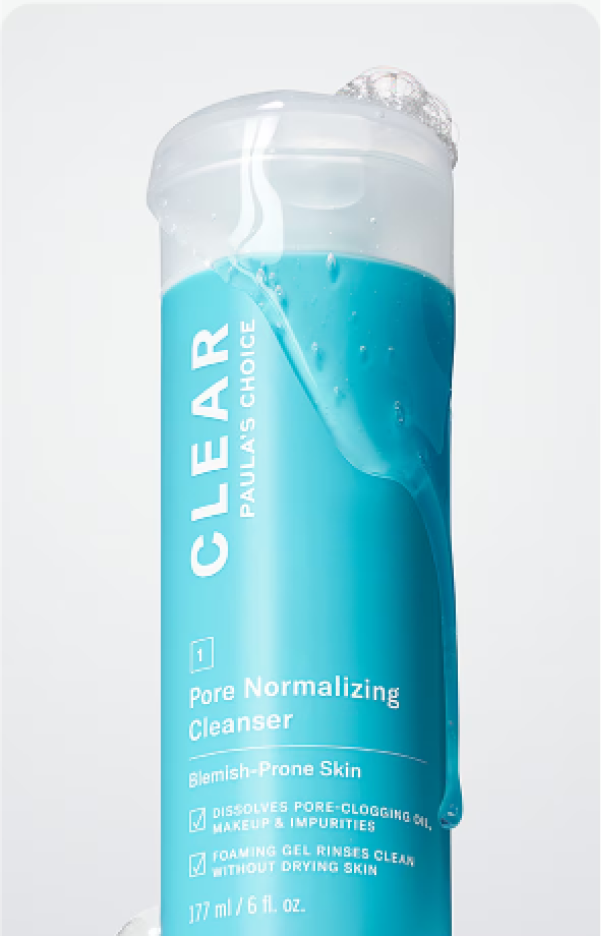 CLEAR
PAULA'S CHOICE
1
Pore Normalizing
Cleanser
Blemish-Prone Skin
DISSOLVES PORE-CLOGGING OIL,
MAKEUP & IMPURITIES
FOAMING GEL RINSES CLEAN
WITHOUT DRYING SKIN
177 ml / 6 fl. oz.